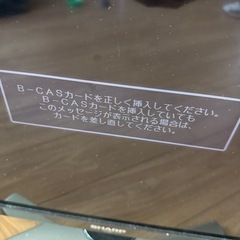 B-CASカードを正しく挿入してください。
B-CASカードを挿入していても
このメッセージが表示される場合は、
カードを差し直してください。
SHARP